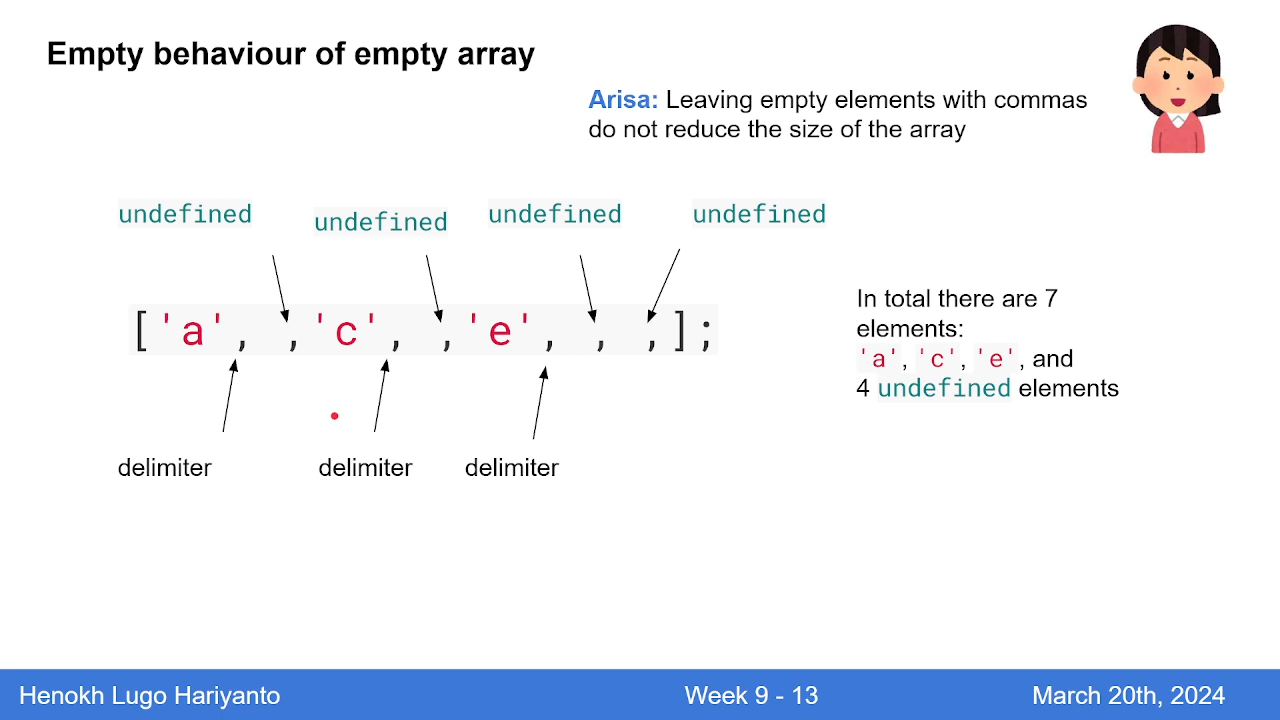 Empty behaviour of empty array
Arisa: Leaving empty elements with commas
do not reduce the size of the array
undefined undefined undefined undefined
['a', ,'c', ,'e', , ,];
delimiter delimiter delimiter
In total there are 7
elements:
'a', 'c', 'e', and
4 undefined elements
Henokh Lugo Hariyanto Week 9 - 13 March 20th, 2024